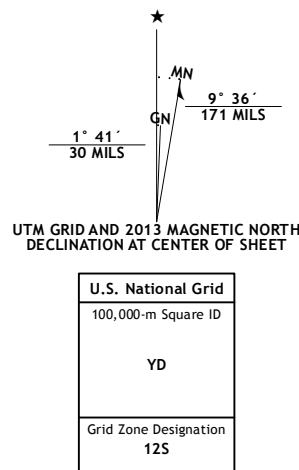 ★
MN
GN
9° 36´
171 MILS
1° 41´
30 MILS
UTM GRID AND 2013 MAGNETIC NORTH
DECLINATION AT CENTER OF SHEET
U.S. National Grid
100,000-m Square ID
YD
Grid Zone Designation
12S